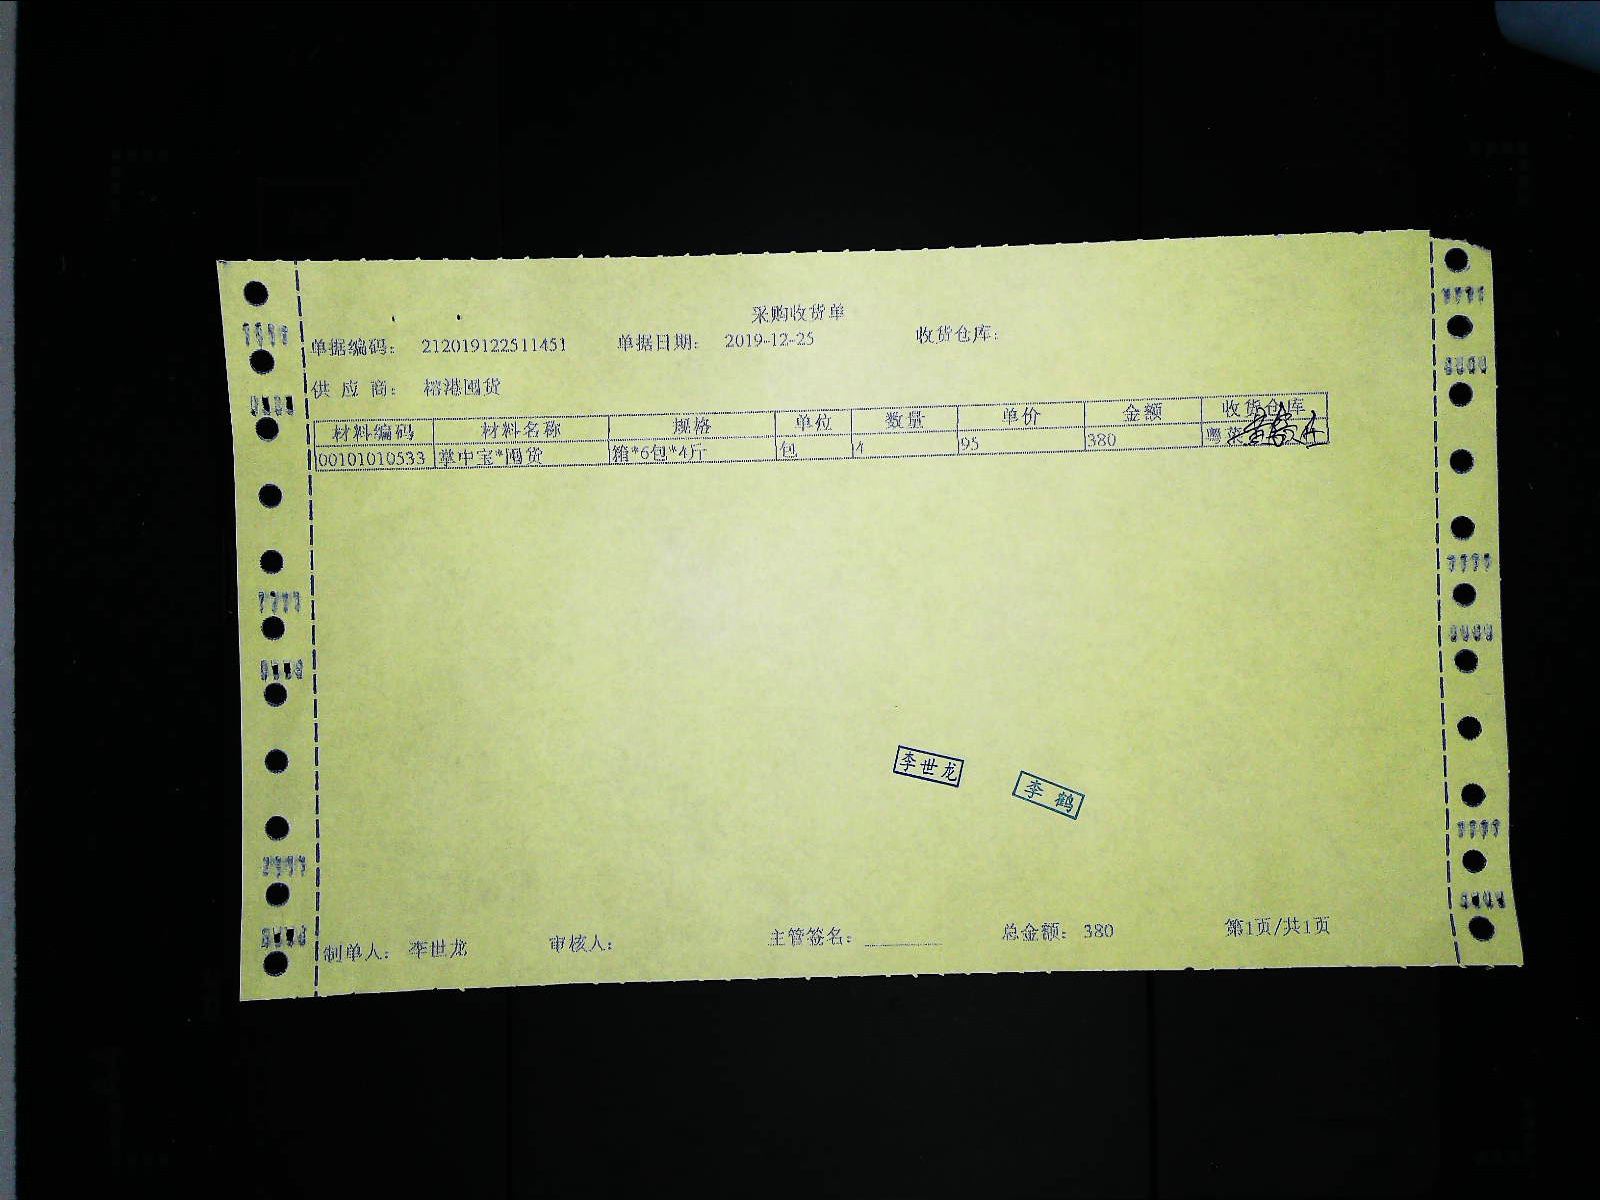 采购收货单
单据编码： 212019122511451 单据日期： 2019-12-25 收货仓库：
供应商： 榕港囤货
材料编码 材料名称 规格 单位 数量 单价 金额 收货仓库
00101010533 掌中宝*囤货 箱*6包*4斤 包 4 95 380 粤菜
李世龙
李鹤
制单人： 李世龙 审核人： 主管签名： 总金额： 380 第1页/共1页